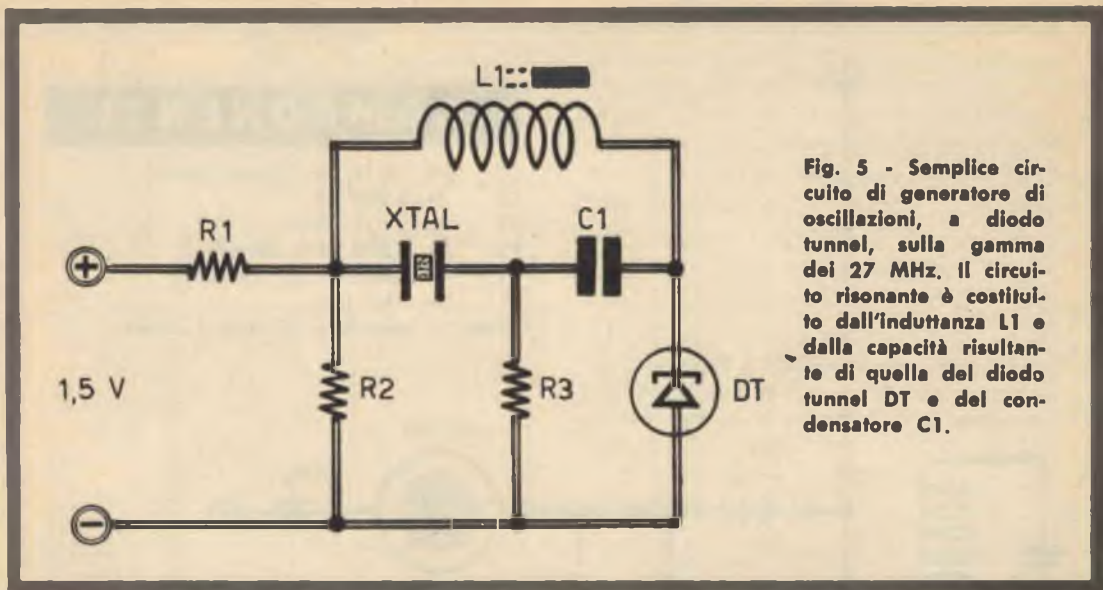 L1
R1
XTAL
C1
1,5 V
R2
R3
DT
Fig. 5 - Semplice cir-
cuito di generatore di
oscillazioni, a diodo
tunnel, sulla gamma
dei 27 MHz. Il circui-
to risonante è costitui-
to dall'induttanza L1 e
dalla capacità risultan-
te di quella del diodo
tunnel DT e del con-
densatore C1.